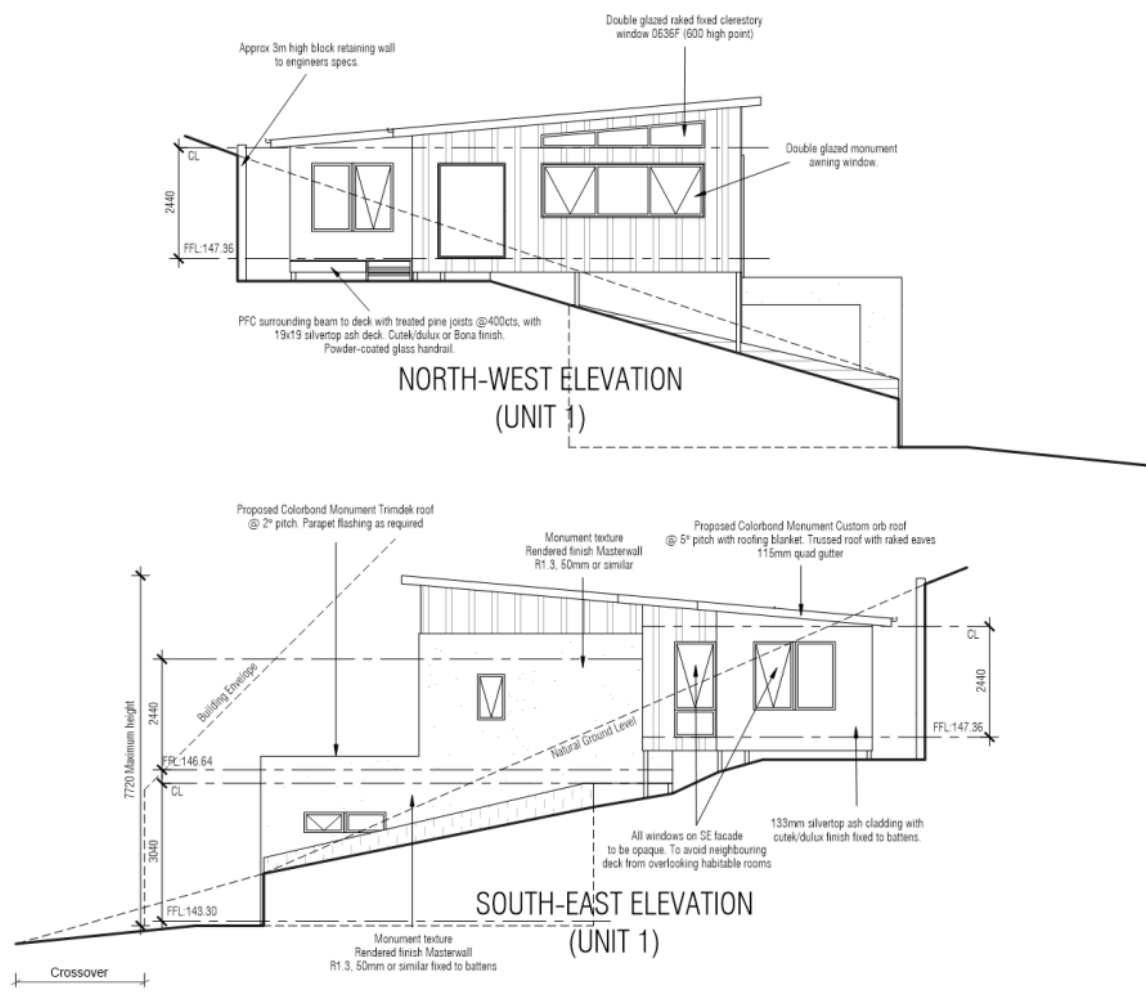 Double glazed raked fixed clerestory
window 0636F (600 high point)
Approx 3m high block retaining wall
to engineers specs.
CL
Double glazed monument
awning window.
2440
FFL:147.36
PFC surrounding beam to deck with treated pine joists @400cts, with
19x19 silvertop ash deck. Cutek/dulux or Bona finish.
Powder-coated glass handrail.
NORTH-WEST ELEVATION
(UNIT 1)
Proposed Colorbond Monument Trimdek roof
@ 2° pitch. Parapet flashing as required
Proposed Colorbond Monument Custom orb roof
@ 5° pitch with roofing blanket. Trussed roof with raked eaves
115mm quad gutter
Monument texture
Rendered finish Masterwall
R1.3, 50mm or similar
CL
2440
FFL:147.36
Building Envelope
2440
7720 Maximum height
Natural Ground Level
FFL:146.64
CL
3040
All windows on SE facade
to be opaque. To avoid neighbouring
deck from overlooking habitable rooms
133mm silvertop ash cladding with
cutek/dulux finish fixed to battens.
FFL:143.30
SOUTH-EAST ELEVATION
(UNIT 1)
Monument texture
Rendered finish Masterwall
R1.3, 50mm or similar fixed to battens
Crossover